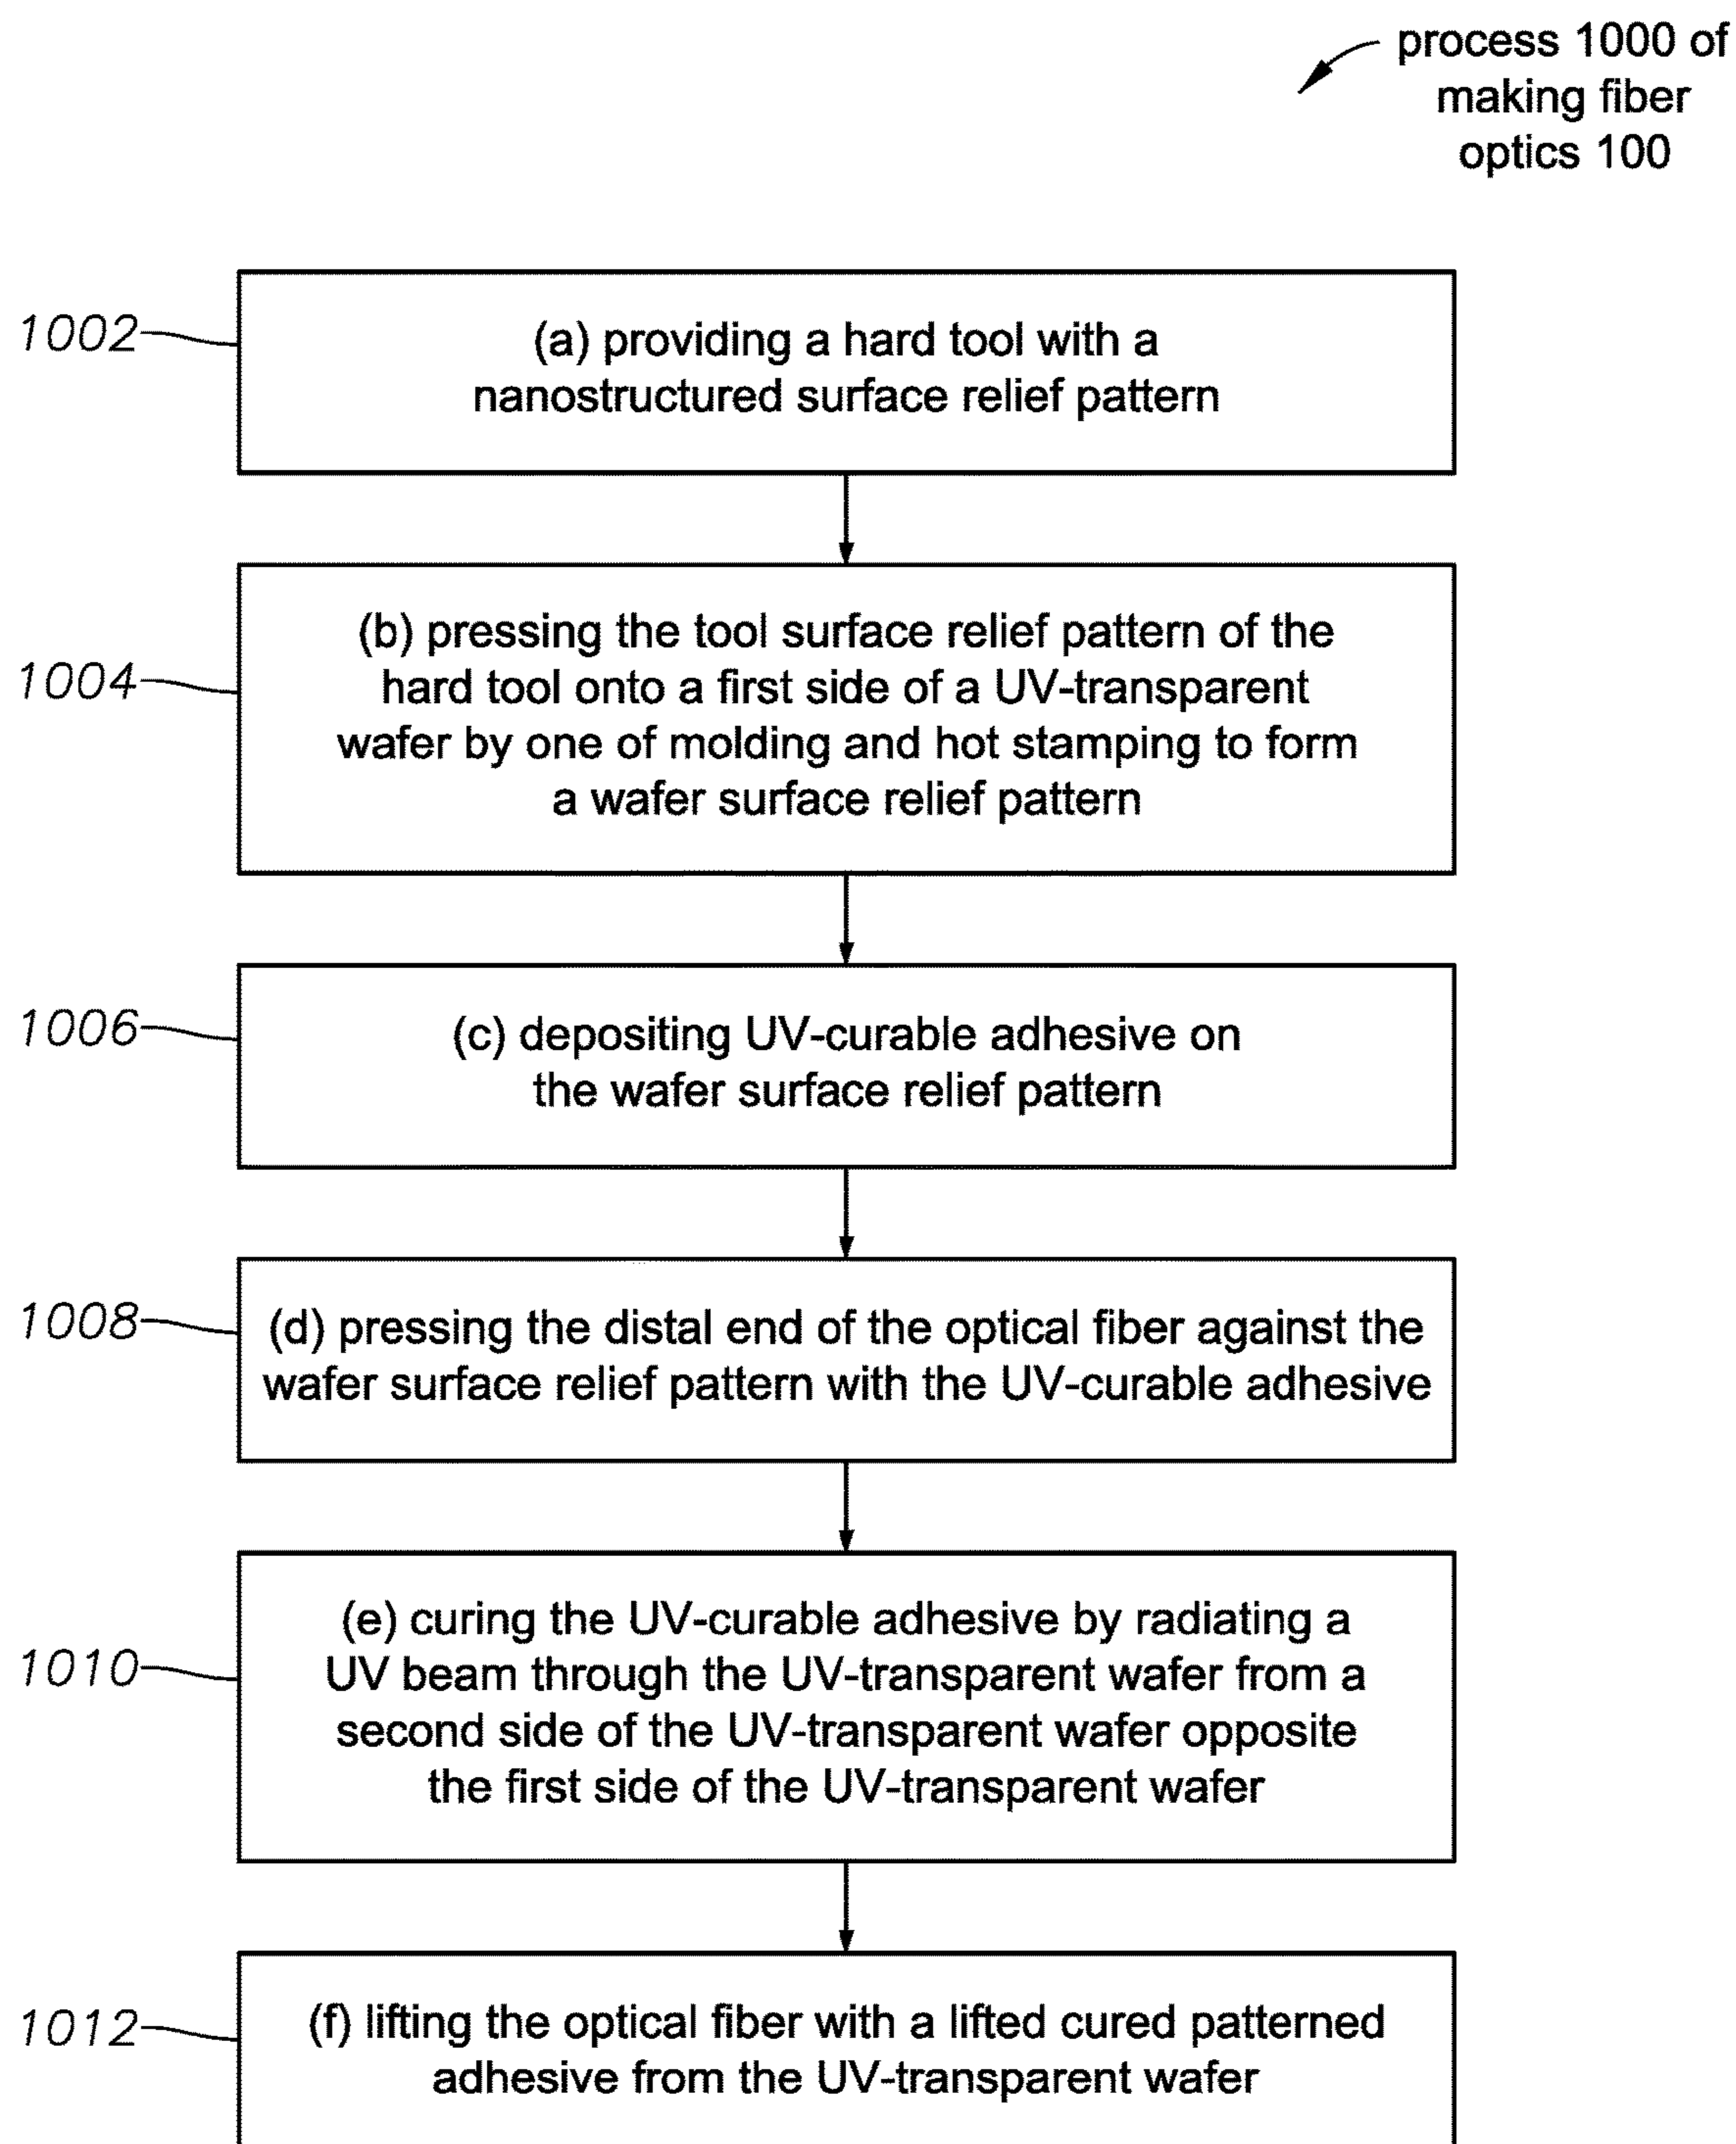 process 1000 of
making fiber
optics 100
1002
(a) providing a hard tool with a
nanostructured surface relief pattern
1004
(b) pressing the tool surface relief pattern of the
hard tool onto a first side of a UV-transparent
wafer by one of molding and hot stamping to form
a wafer surface relief pattern
1006
(c) depositing UV-curable adhesive on
the wafer surface relief pattern
1008
(d) pressing the distal end of the optical fiber against the
wafer surface relief pattern with the UV-curable adhesive
1010
(e) curing the UV-curable adhesive by radiating a
UV beam through the UV-transparent wafer from a
second side of the UV-transparent wafer opposite
the first side of the UV-transparent wafer
1012
(f) lifting the optical fiber with a lifted cured patterned
adhesive from the UV-transparent wafer